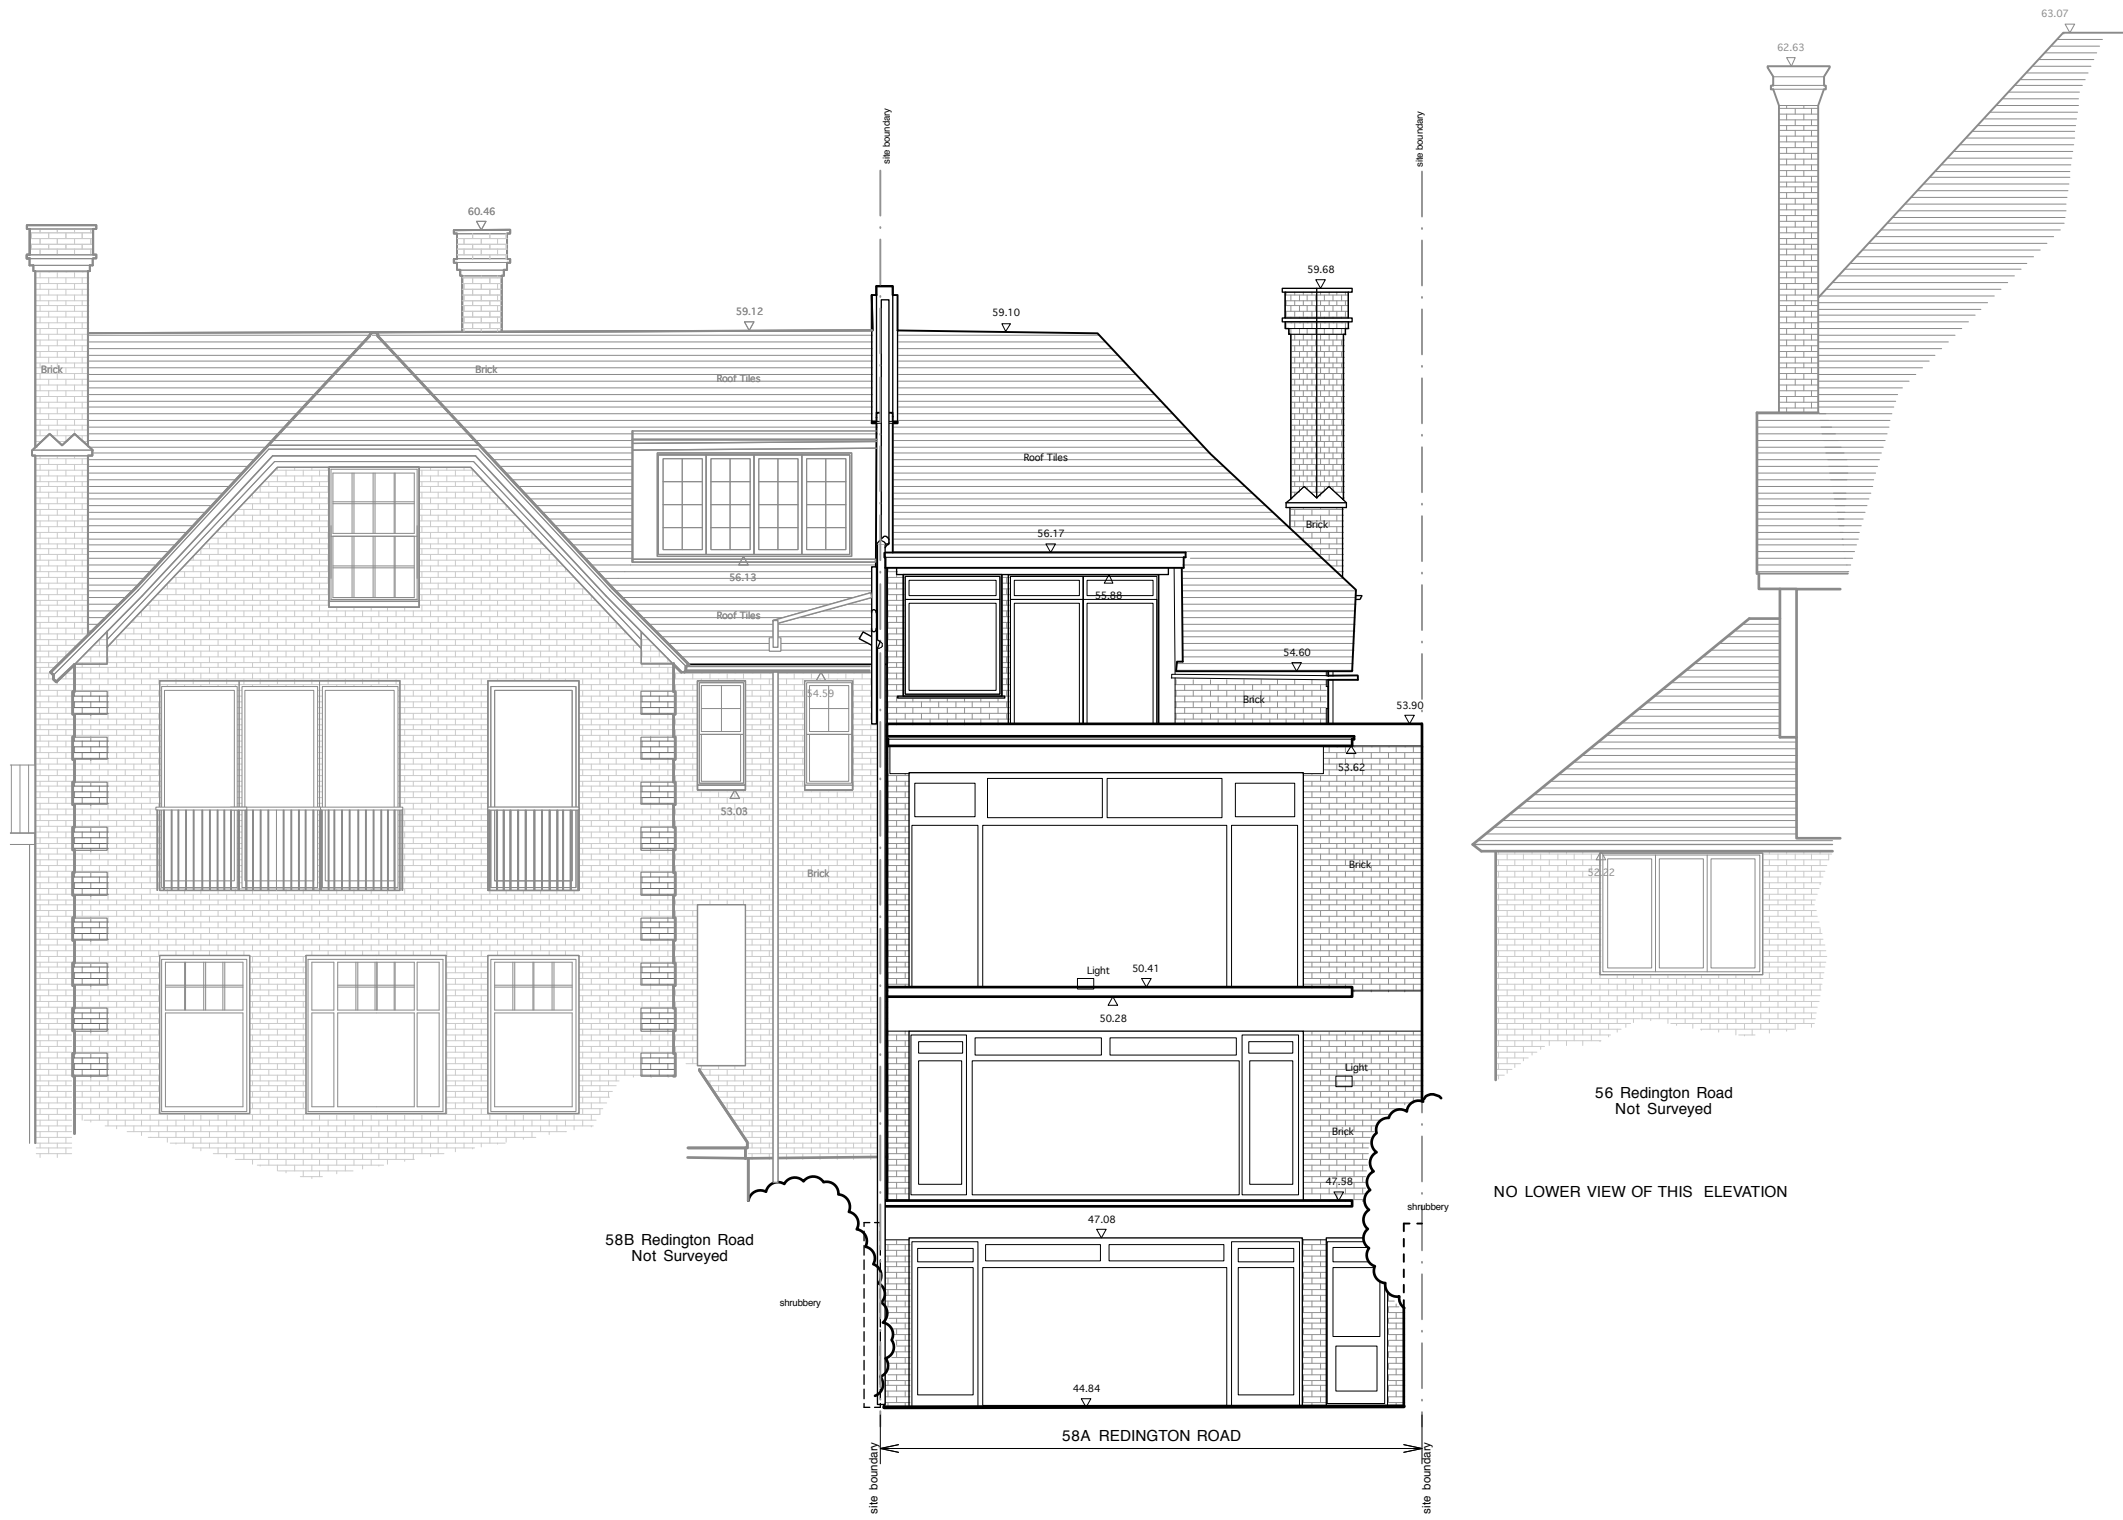 63.07
62.63
site boundary
site boundary
60.46
59.68
59.12
59.10
Brick
Brick
Roof Tiles
Roof Tiles
Brick
56.17
56.13
55.88
Roof Tiles
54.60
54.59
Brick
53.90
53.62
53.03
Brick
Brick
52.22
Light
50.41
50.28
Light
56 Redington Road
Not Surveyed
Brick
47.58
NO LOWER VIEW OF THIS ELEVATION
shrubbery
47.08
58B Redington Road
Not Surveyed
shrubbery
44.84
58A REDINGTON ROAD
site boundary
site boundary